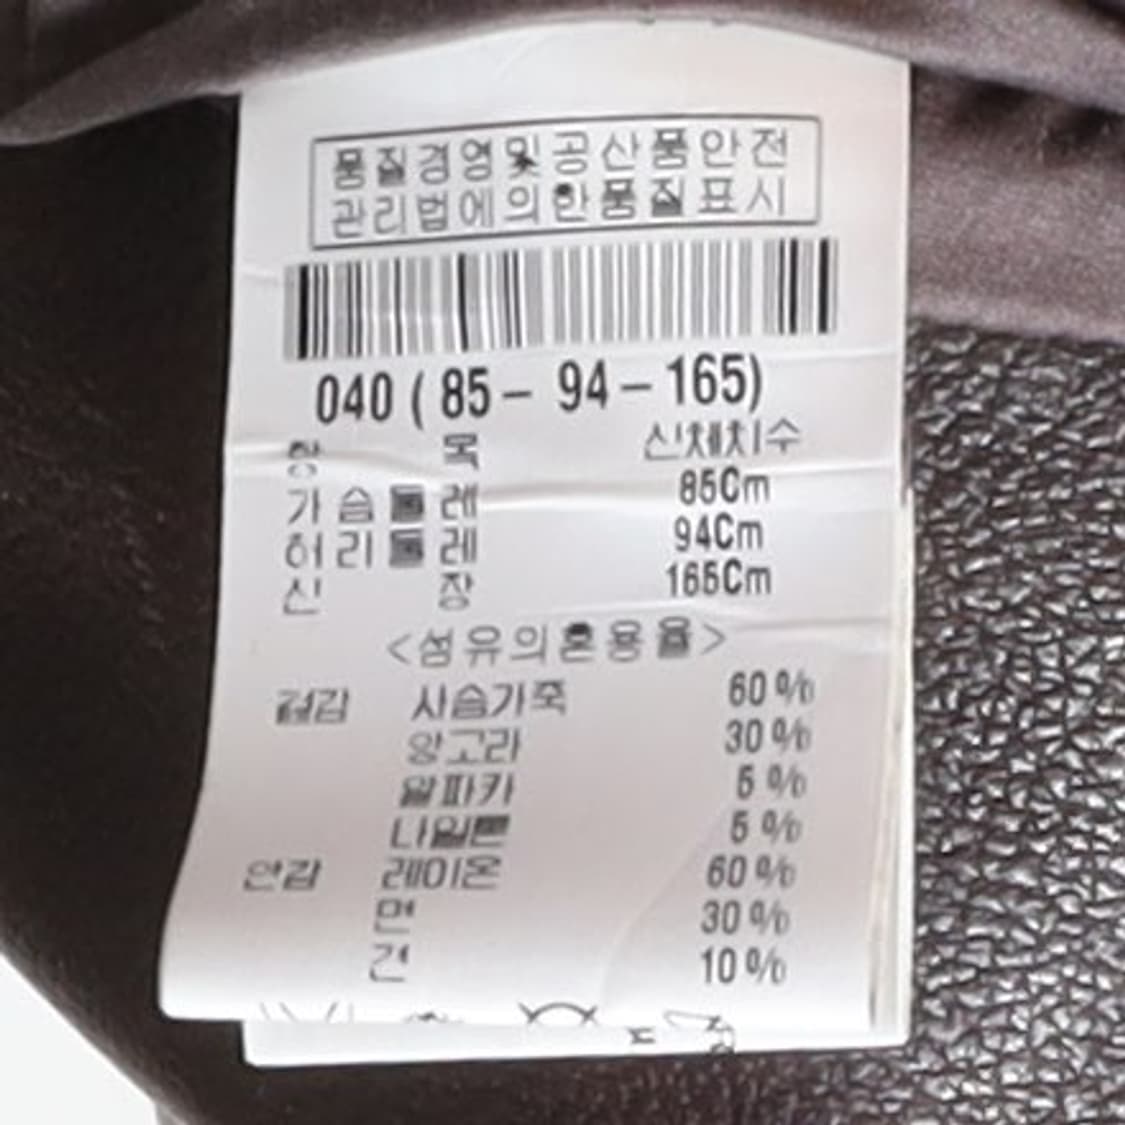 품질경영및공산품안전
관리법에의한품질표시
040 ( 85 - 94 - 165)
항 목 신체치수
가슴둘레 85Cm
허리둘레 94Cm
신 장 165Cm
<섬유의혼용율>
겉감 사슴가죽 60 %
앙고라 30 %
알파카 5 %
나일론 5 %
안감 레이온 60 %
면 30 %
견 10 %